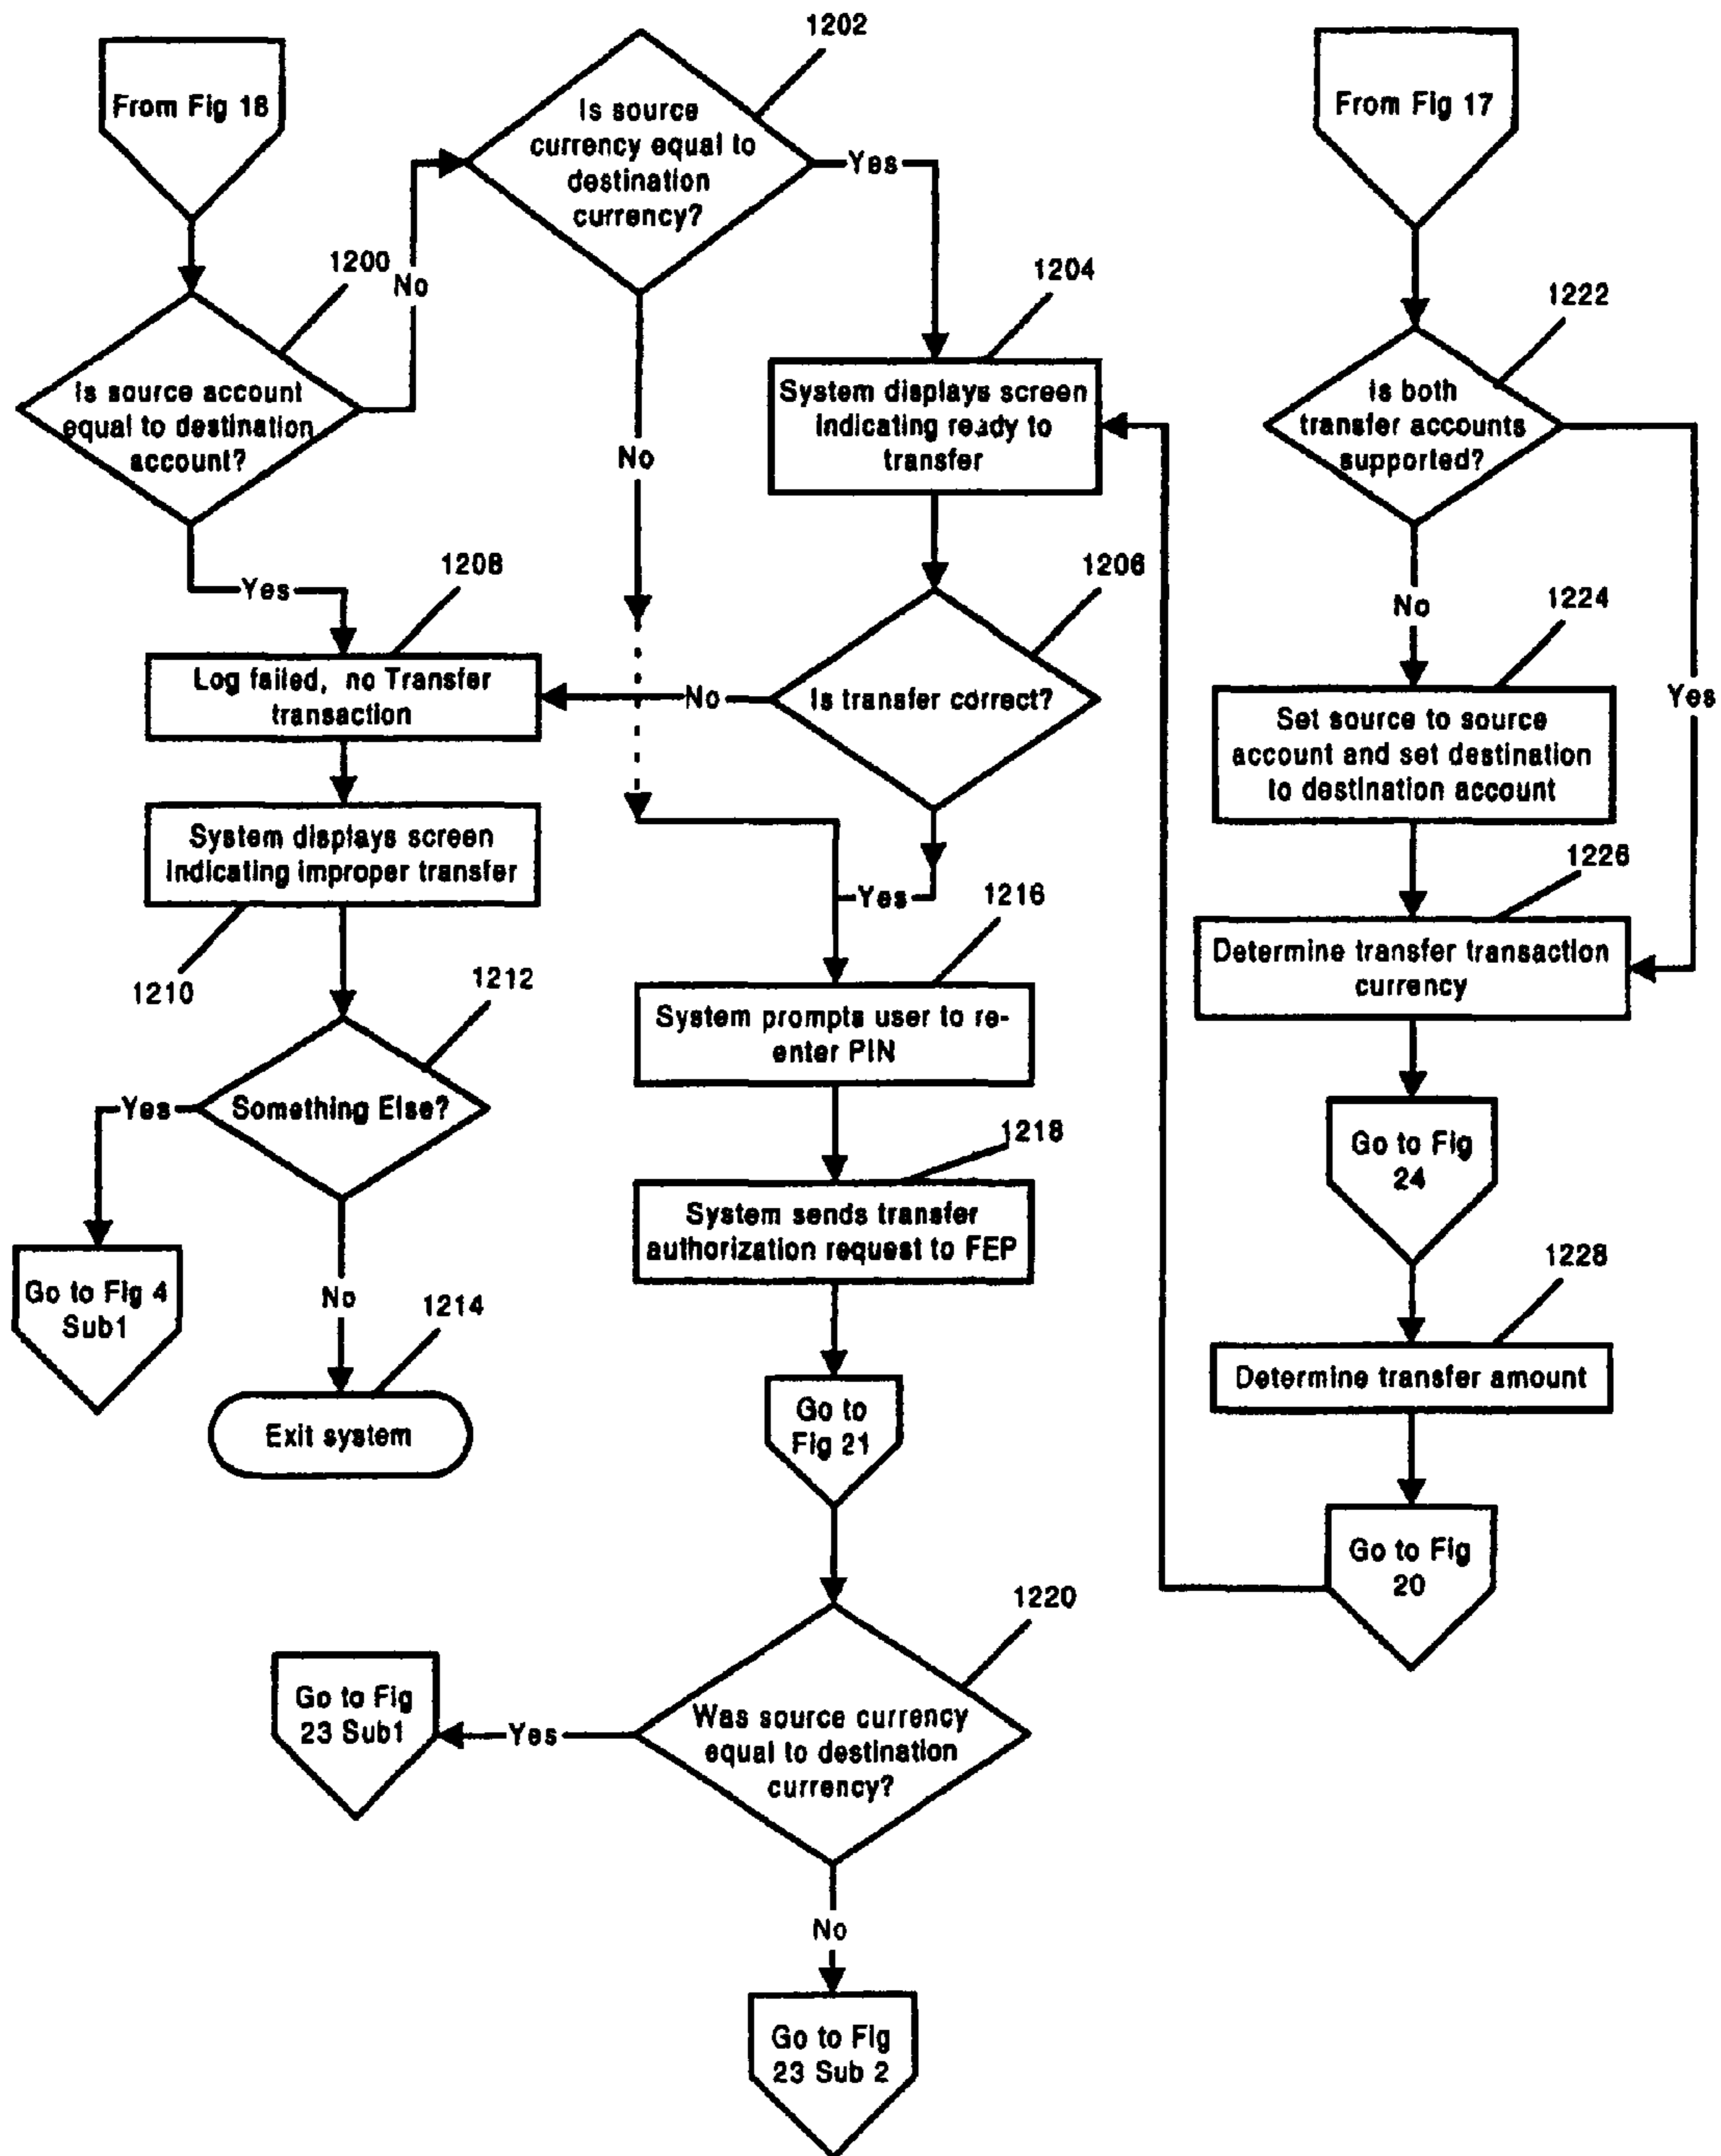 From Fig 18
1202
Is source
currency equal to
destination
currency?
Yes
From Fig 17
1200
No
1204
1222
Is source account
equal to destination
account?
System displays screen
indicating ready to
transfer
Is both
transfer accounts
supported?
No
Yes
1208
1206
No
1224
Yes
Log failed, no Transfer
transaction
No
Is transfer correct?
Set source to source
account and set destination
to destination account
System displays screen
indicating improper transfer
Yes
1216
1226
1210
1212
System prompts user to re-
enter PIN
Determine transfer transaction
currency
Yes
Something Else?
1218
Go to Fig
24
System sends transfer
authorization request to FEP
Go to Fig 4
Sub1
No
1214
1228
Determine transfer amount
Exit system
Go to
Fig 21
Go to Fig
20
1220
Go to Fig
23 Sub1
Yes
Was source currency
equal to destination
currency?
No
Go to Fig
23 Sub 2